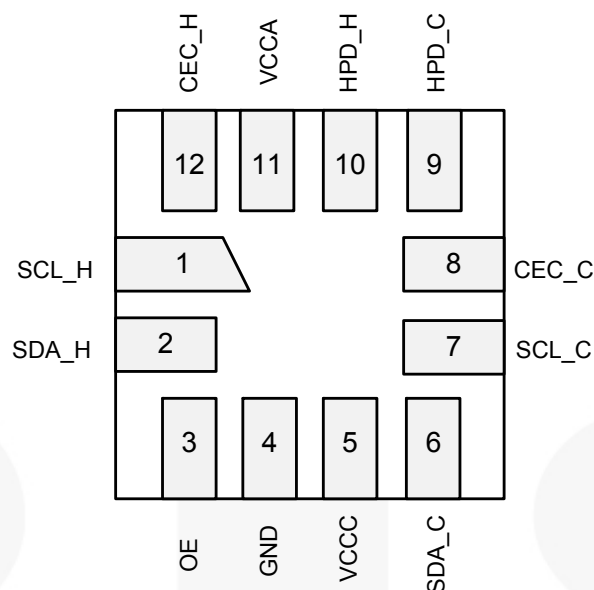 CEC_H
VCCA
HPD_H
HPD_C
12
11
10
9
SCL_H
1
8
CEC_C
SDA_H
2
7
SCL_C
3
4
5
6
OE
GND
VCCC
SDA_C